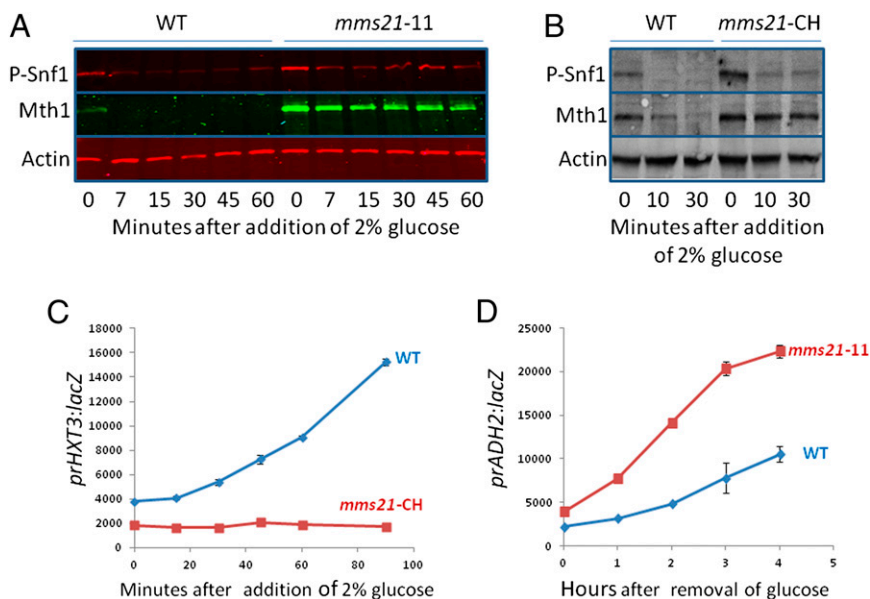 A
WT
mms21-11
P-Snf1
Mth1
Actin
0 7 15 30 45 60 0 7 15 30 45 60
Minutes after addition of 2% glucose
B
WT
mms21-CH
P-Snf1
Mth1
Actin
0 10 30 0 10 30
Minutes after addition
of 2% glucose
C
prHXT3:lacZ
18000
16000
14000
12000
10000
8000
6000
4000
2000
0
WT
mms21-CH
0 20 40 60 80 100
Minutes after addition of 2% glucose
D
prADH2:lacZ
25000
20000
15000
10000
5000
0
mms21-11
WT
0 1 2 3 4 5
Hours after removal of glucose